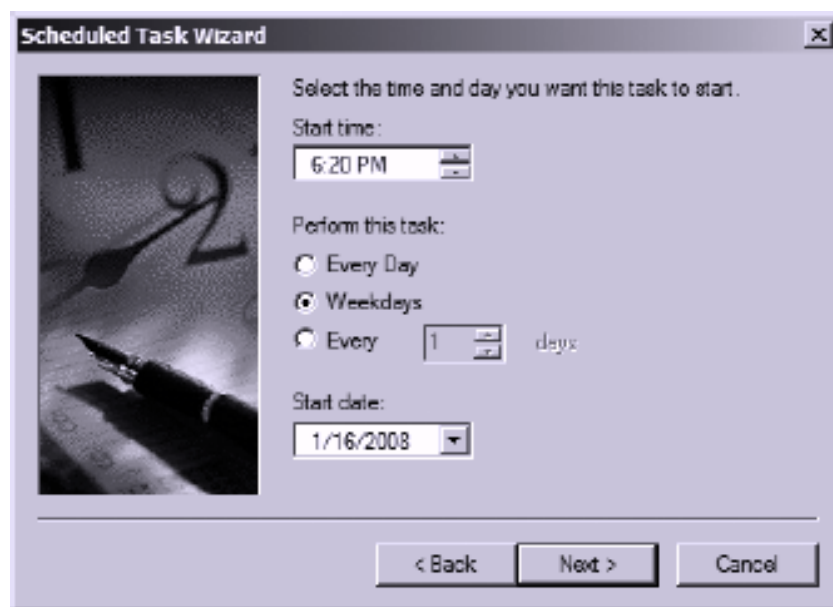 Scheduled Task Wizard
Select the time and day you want this task to start.
Start time:
6:20 PM
Perform this task:
Every Day
Weekdays
Every 1 days
Start date:
1/16/2008
< Back Next > Cancel